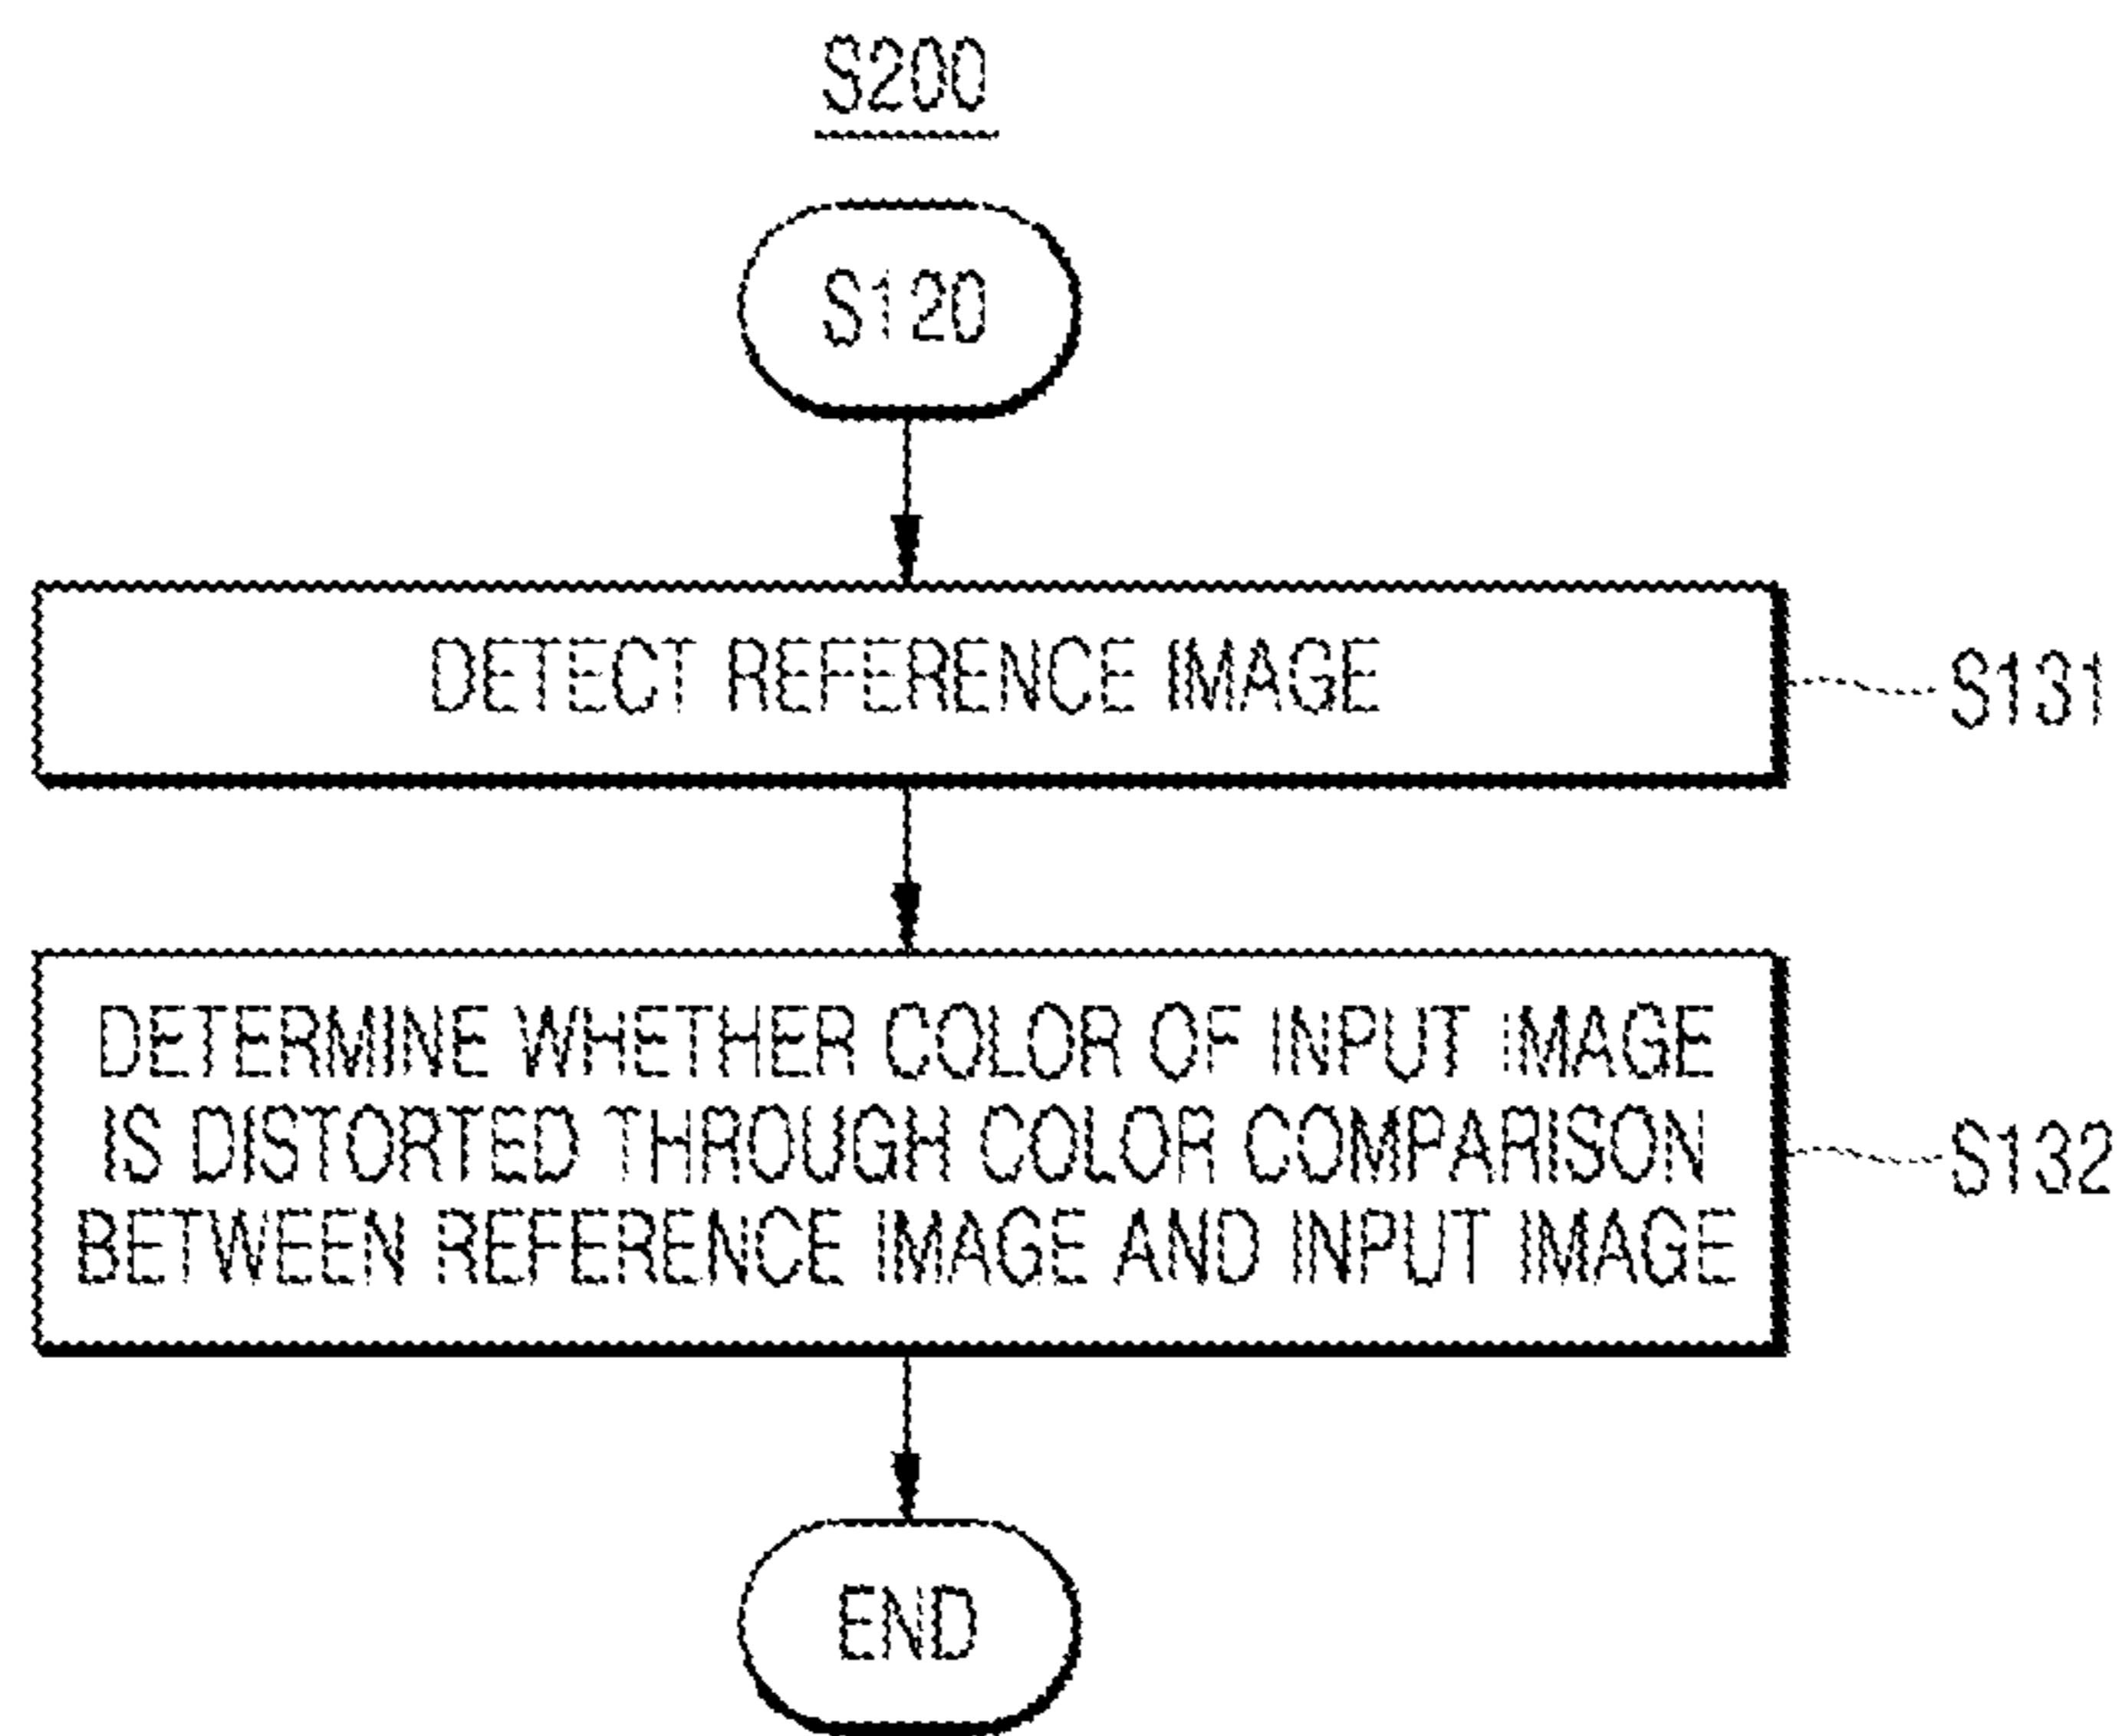 S200
S120
DETECT REFERENCE IMAGE
S131
DETERMINE WHETHER COLOR OF INPUT IMAGE
IS DISTORTED THROUGH COLOR COMPARISON
BETWEEN REFERENCE IMAGE AND INPUT IMAGE
S132
END